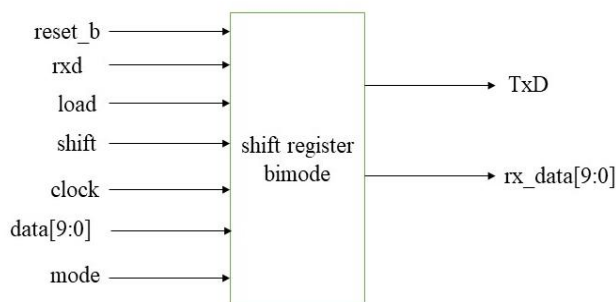 reset_b
rxd
load
shift
clock
data[9:0]
mode
shift register
bimode
TxD
rx_data[9:0]